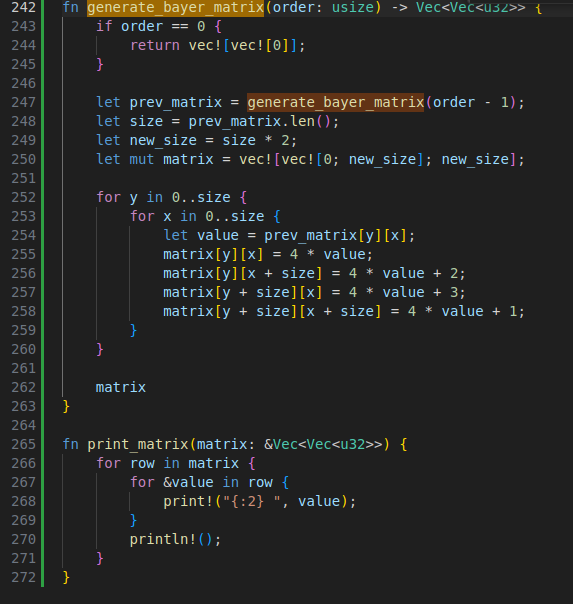 242 fn generate_bayer_matrix(order: usize) -> Vec<Vec<u32>> {
243     if order == 0 {
244         return vec![vec![0]];
245     }
246
247     let prev_matrix = generate_bayer_matrix(order - 1);
248     let size = prev_matrix.len();
249     let new_size = size * 2;
250     let mut matrix = vec![vec![0; new_size]; new_size];
251
252     for y in 0..size {
253         for x in 0..size {
254             let value = prev_matrix[y][x];
255             matrix[y][x] = 4 * value;
256             matrix[y][x + size] = 4 * value + 2;
257             matrix[y + size][x] = 4 * value + 3;
258             matrix[y + size][x + size] = 4 * value + 1;
259         }
260     }
261
262     matrix
263 }
264
265 fn print_matrix(matrix: &Vec<Vec<u32>>) {
266     for row in matrix {
267         for &value in row {
268             print!("{:2} ", value);
269         }
270         println!();
271     }
272 }